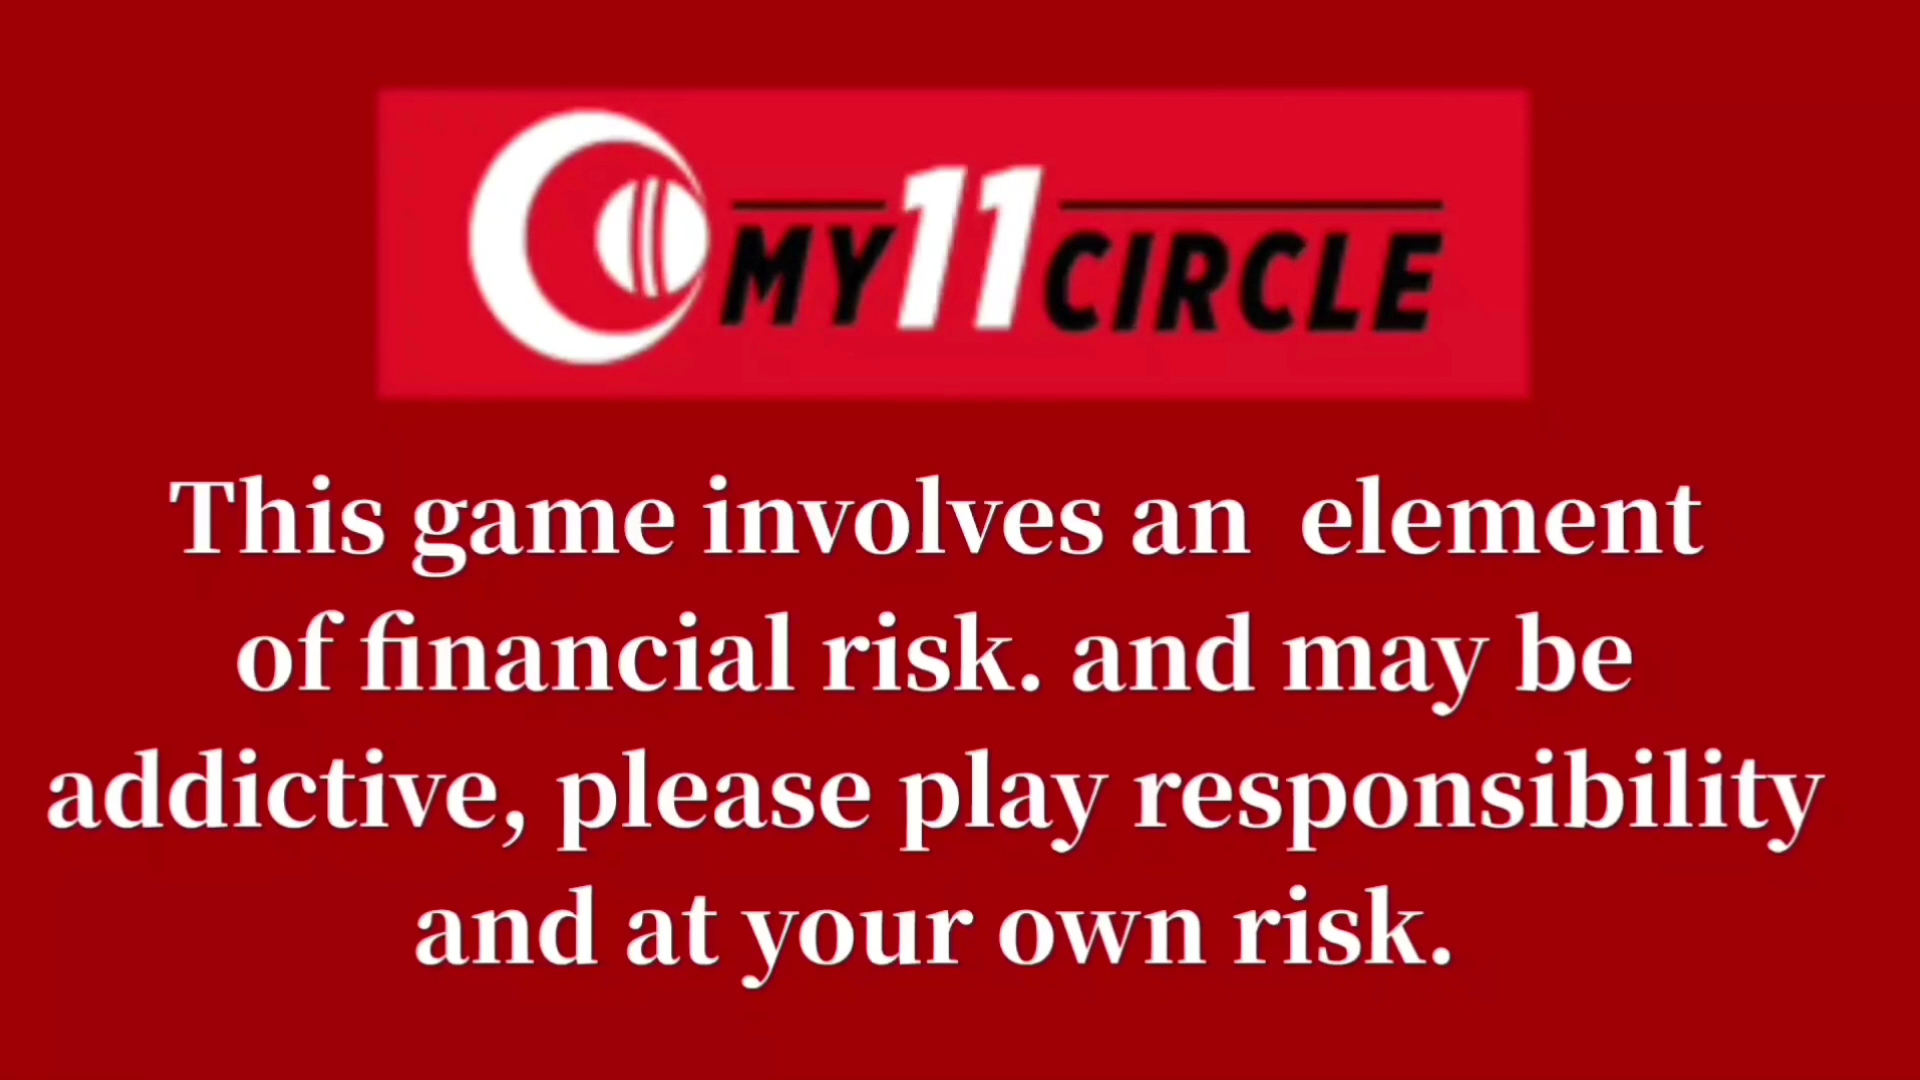 MY11CIRCLE
This game involves an element
of financial risk. and may be
addictive, please play responsibility
and at your own risk.